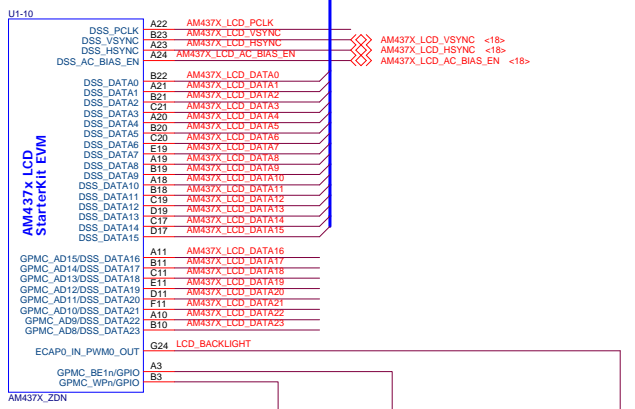 U1-10
DSS_PCLK A22 AM437X_LCD_PCLK
DSS_VSYNC B23 AM437X_LCD_VSYNC AM437X_LCD_VSYNC <18>
DSS_HSYNC A23 AM437X_LCD_HSYNC AM437X_LCD_HSYNC <18>
DSS_AC_BIAS_EN A24 AM437X_LCD_AC_BIAS_EN AM437X_LCD_AC_BIAS_EN <18>
DSS_DATA0 B22 AM437X_LCD_DATA0
DSS_DATA1 A21 AM437X_LCD_DATA1
DSS_DATA2 B21 AM437X_LCD_DATA2
DSS_DATA3 C21 AM437X_LCD_DATA3
DSS_DATA4 A20 AM437X_LCD_DATA4
DSS_DATA5 B20 AM437X_LCD_DATA5
DSS_DATA6 C20 AM437X_LCD_DATA6
DSS_DATA7 E19 AM437X_LCD_DATA7
DSS_DATA8 A19 AM437X_LCD_DATA8
DSS_DATA9 B19 AM437X_LCD_DATA9
DSS_DATA10 A18 AM437X_LCD_DATA10
DSS_DATA11 B18 AM437X_LCD_DATA11
DSS_DATA12 C19 AM437X_LCD_DATA12
DSS_DATA13 D19 AM437X_LCD_DATA13
DSS_DATA14 C17 AM437X_LCD_DATA14
DSS_DATA15 D17 AM437X_LCD_DATA15
AM437x LCD
StarterKit EVM
GPMC_AD15/DSS_DATA16 A11 AM437X_LCD_DATA16
GPMC_AD14/DSS_DATA17 B11 AM437X_LCD_DATA17
GPMC_AD13/DSS_DATA18 C11 AM437X_LCD_DATA18
GPMC_AD12/DSS_DATA19 E11 AM437X_LCD_DATA19
GPMC_AD11/DSS_DATA20 D11 AM437X_LCD_DATA20
GPMC_AD10/DSS_DATA21 F11 AM437X_LCD_DATA21
GPMC_AD9/DSS_DATA22 A10 AM437X_LCD_DATA22
GPMC_AD8/DSS_DATA23 B10 AM437X_LCD_DATA23
ECAP0_IN_PWM0_OUT G24 LCD_BACKLIGHT
GPMC_BE1n/GPIO A3
GPMC_WPn/GPIO B3
AM437X_ZDN